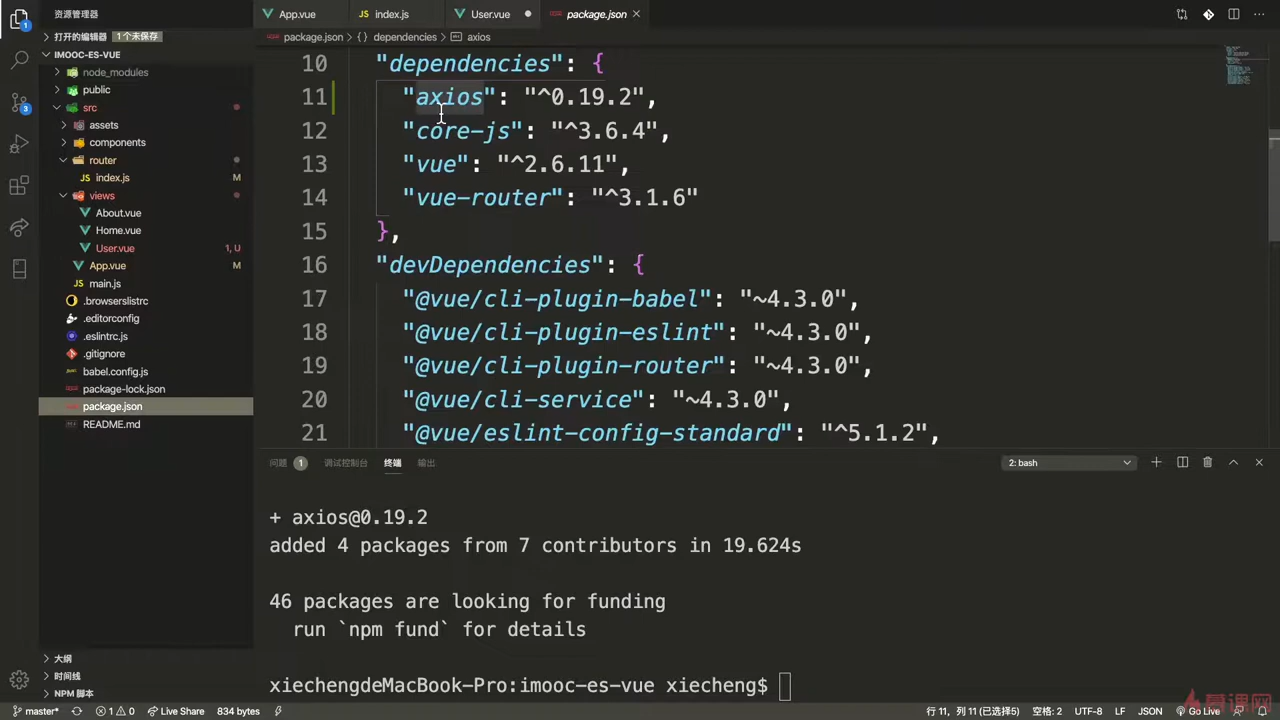 资源管理器
App.vue
index.js
User.vue
package.json
打开的编辑器 1 个未保存
package.json > {} dependencies > axios
IMOOC-ES-VUE
node_modules
public
src
assets
components
router
index.js M
views
About.vue
Home.vue
User.vue 1, U
App.vue M
main.js
.browserslistrc
.editorconfig
.eslintrc.js
.gitignore
babel.config.js
package-lock.json
package.json
README.md
大纲
时间线
NPM 脚本
1
3
10 "dependencies": {
11 "axios": "^0.19.2",
12 "core-js": "^3.6.4",
13 "vue": "^2.6.11",
14 "vue-router": "^3.1.6"
15 },
16 "devDependencies": {
17 "@vue/cli-plugin-babel": "~4.3.0",
18 "@vue/cli-plugin-eslint": "~4.3.0",
19 "@vue/cli-plugin-router": "~4.3.0",
20 "@vue/cli-service": "~4.3.0",
21 "@vue/eslint-config-standard": "^5.1.2",
问题 1 调试控制台 终端 输出
2: bash
+ axios@0.19.2
added 4 packages from 7 contributors in 19.624s
46 packages are looking for funding
run `npm fund` for details
xiechengdeMacBook-Pro:imooc-es-vue xiecheng$
master* 1 0 Live Share 834 bytes
行 11, 列 11 (已选择5) 空格: 2 UTF-8 LF JSON Go Live
慕课网